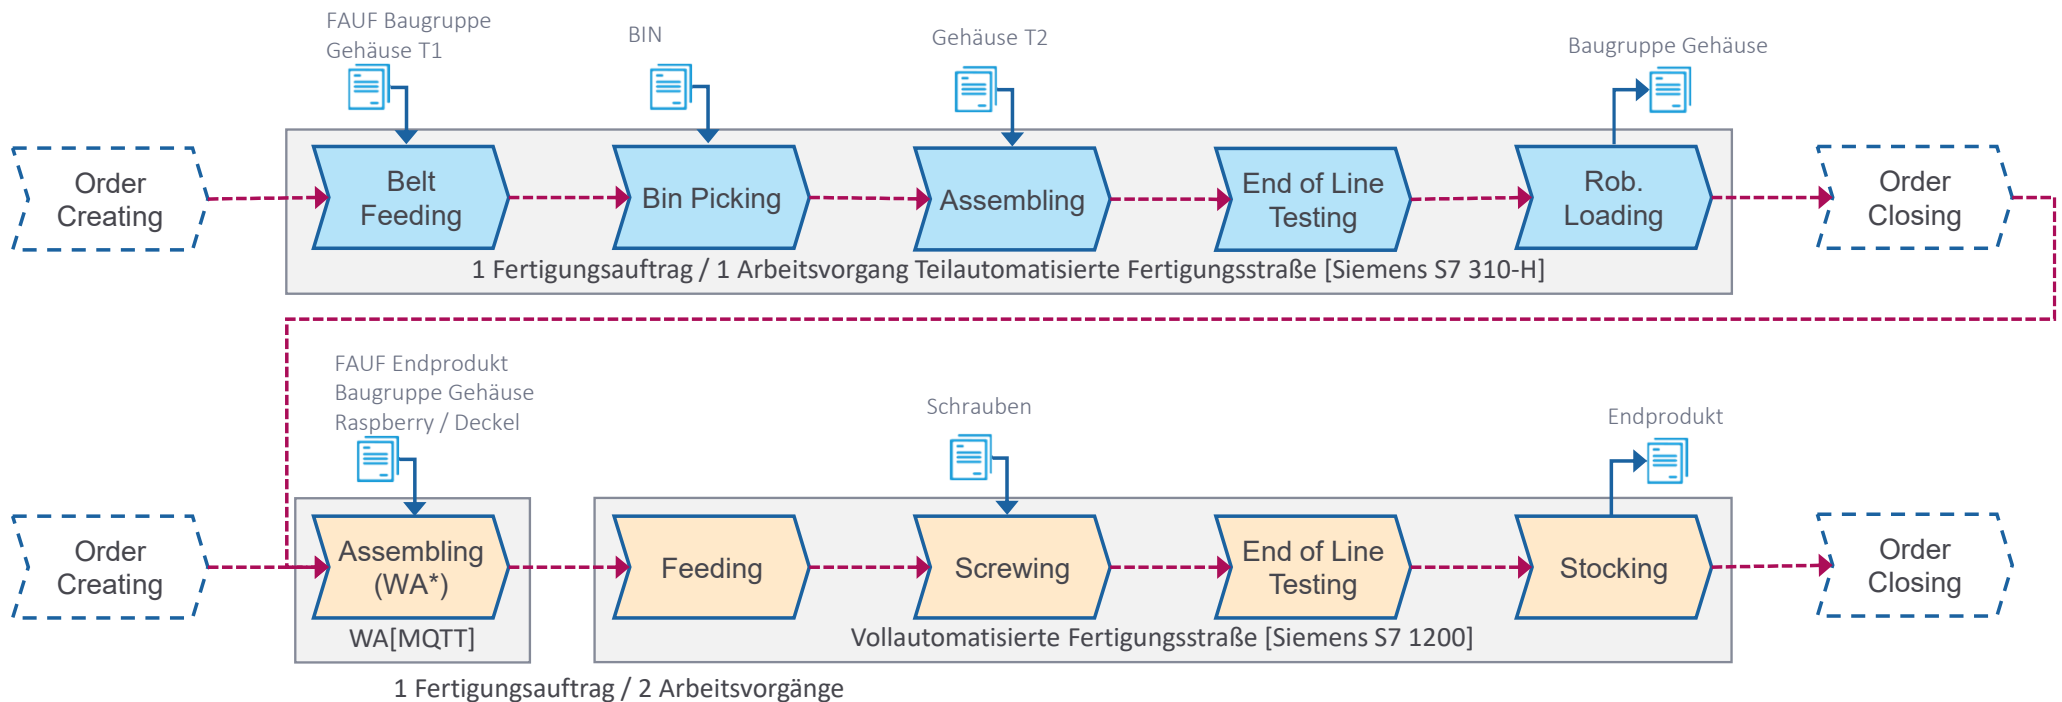 FAUF Baugruppe
Gehäuse T1
BIN
Gehäuse T2
Baugruppe Gehäuse
Order
Creating
Belt
Feeding
Bin Picking
Assembling
End of Line
Testing
Rob.
Loading
Order
Closing
1 Fertigungsauftrag / 1 Arbeitsvorgang Teilautomatisierte Fertigungsstraße [Siemens S7 310-H]
FAUF Endprodukt
Baugruppe Gehäuse
Raspberry / Deckel
Schrauben
Endprodukt
Order
Creating
Assembling
(WA*)
Feeding
Screwing
End of Line
Testing
Stocking
Order
Closing
WA[MQTT]
Vollautomatisierte Fertigungsstraße [Siemens S7 1200]
1 Fertigungsauftrag / 2 Arbeitsvorgänge